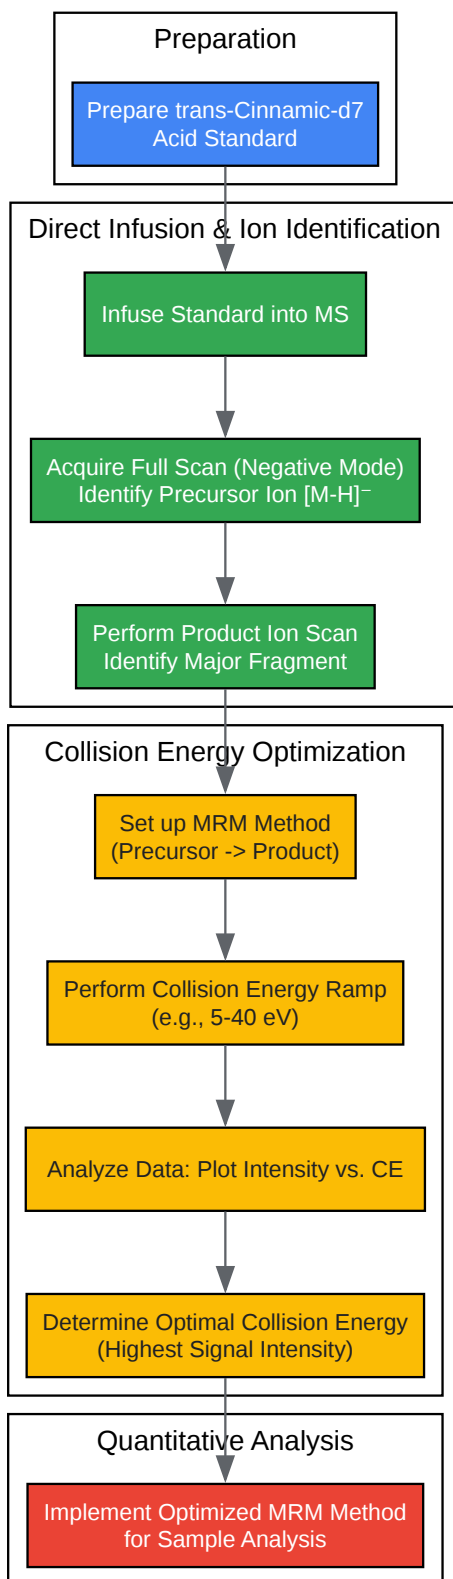 Preparation
Prepare trans-Cinnamic-d7
Acid Standard
Direct Infusion & Ion Identification
Infuse Standard into MS
Acquire Full Scan (Negative Mode)
Identify Precursor Ion [M-H]⁻
Perform Product Ion Scan
Identify Major Fragment
Collision Energy Optimization
Set up MRM Method
(Precursor -> Product)
Perform Collision Energy Ramp
(e.g., 5-40 eV)
Analyze Data: Plot Intensity vs. CE
Determine Optimal Collision Energy
(Highest Signal Intensity)
Quantitative Analysis
Implement Optimized MRM Method
for Sample Analysis